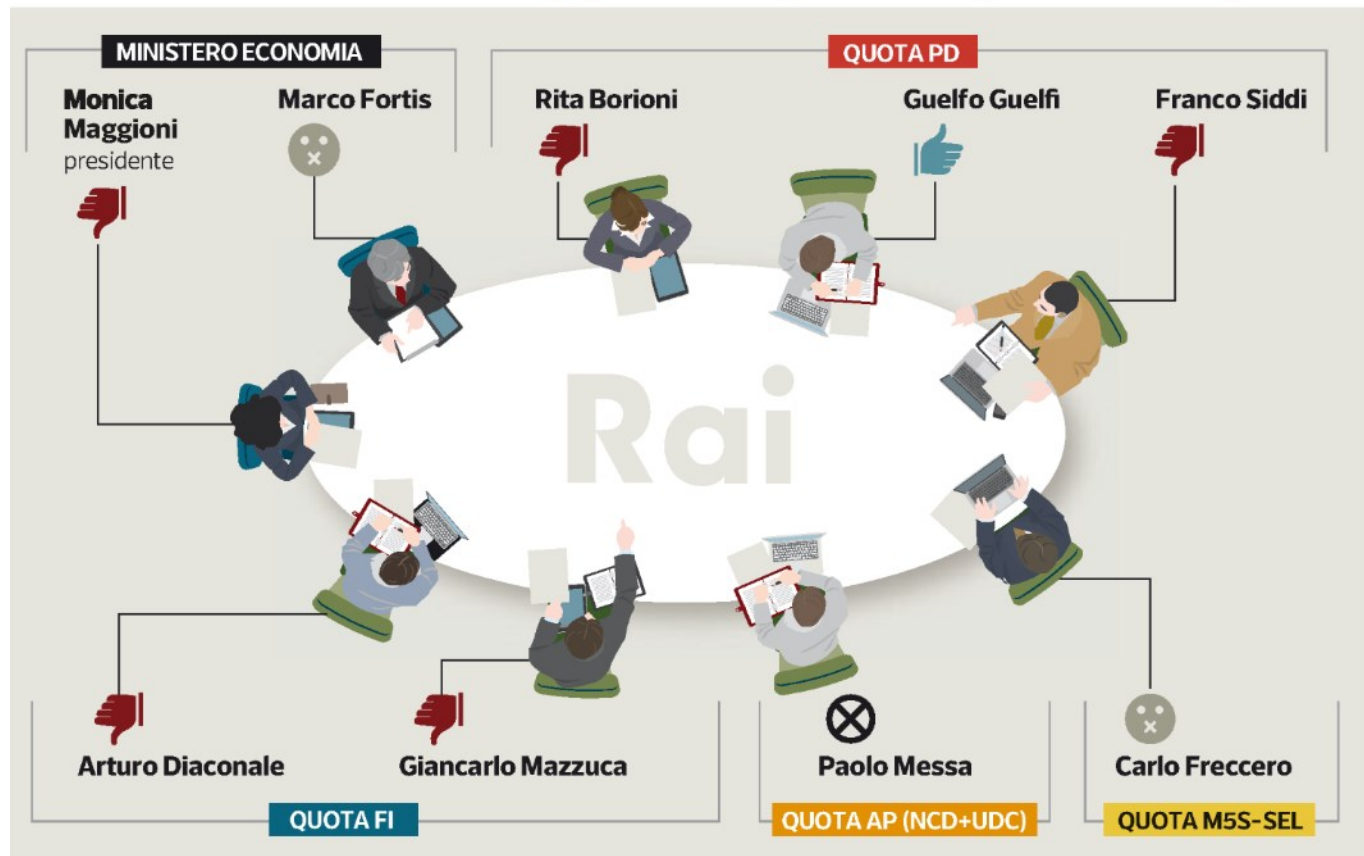 MINISTERO ECONOMIA
QUOTA PD
Monica
Maggioni
presidente
Marco Fortis
Rita Borioni
Guelfo Guelfi
Franco Siddi
Rai
Arturo Diaconale
Giancarlo Mazzuca
Paolo Messa
Carlo Freccero
QUOTA FI
QUOTA AP (NCD+UDC)
QUOTA M5S-SEL